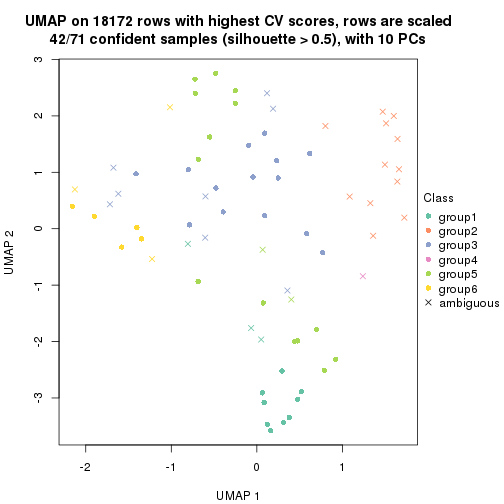 UMAP on 18172 rows with highest CV scores, rows are scaled
42/71 confident samples (silhouette > 0.5), with 10 PCs
3
2
1
0
-1
-2
-3
UMAP 2
-2
-1
0
1
UMAP 1
Class
group1
group2
group3
group4
group5
group6
ambiguous